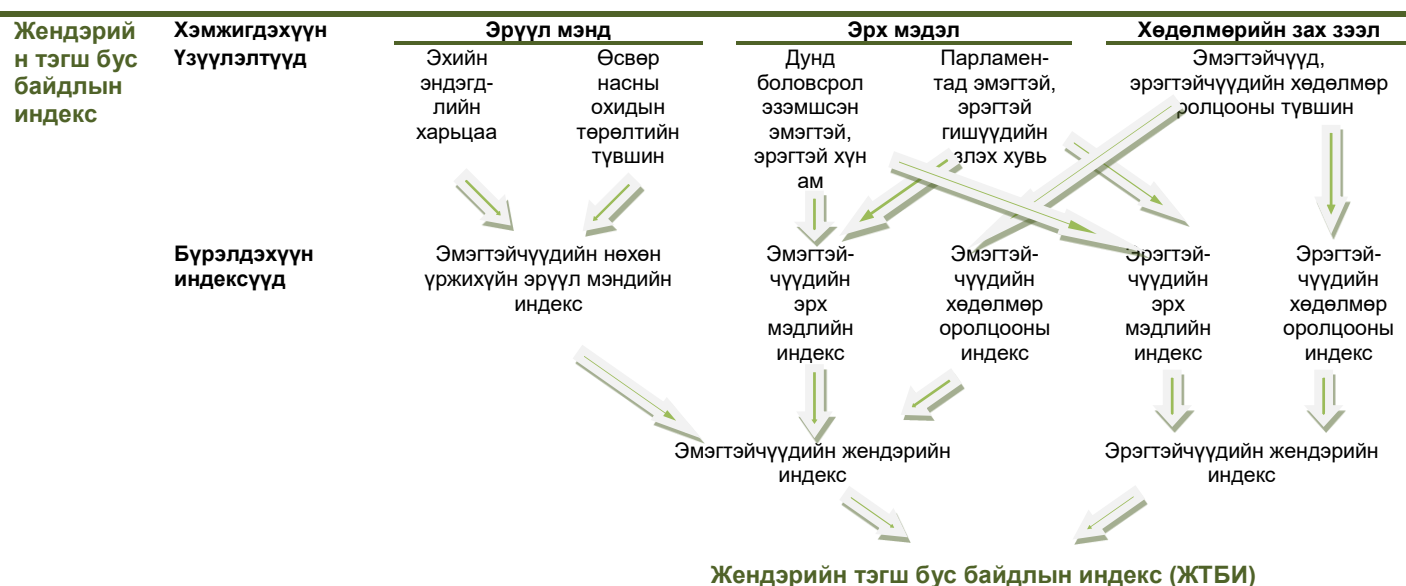 Жендэрий
н тэгш бус
байдлын
индекс
Хэмжигдэхүүн
Эрүүл мэнд
Эрх мэдэл
Хөдөлмөрийн зах зээл
Үзүүлэлтүүд
Эхийн
эндэгд-
лийн
харьцаа
Өсвөр
насны
охидын
төрөлтийн
түвшин
Дунд
боловсрол
эзэмшсэн
эмэгтэй,
эрэгтэй хүн
ам
Парламен-
тад эмэгтэй,
эрэгтэй
гишүүдийн
эзлэх хувь
Эмэгтэйчүүд,
эрэгтэйчүүдийн хөдөлмөр
оролцооны түвшин
Бүрэлдэхүүн
индексүүд
Эмэгтэйчүүдийн нөхөн
үржихүйн эрүүл мэндийн
индекс
Эмэгтэй-
чүүдийн
эрх
мэдлийн
индекс
Эмэгтэй-
чүүдийн
хөдөлмөр
оролцооны
индекс
Эрэгтэй-
чүүдийн
эрх
мэдлийн
индекс
Эрэгтэй-
чүүдийн
хөдөлмөр
оролцооны
индекс
Эмэгтэйчүүдийн жендэрийн
индекс
Эрэгтэйчүүдийн жендэрийн
индекс
Жендэрийн тэгш бус байдлын индекс (ЖТБИ)